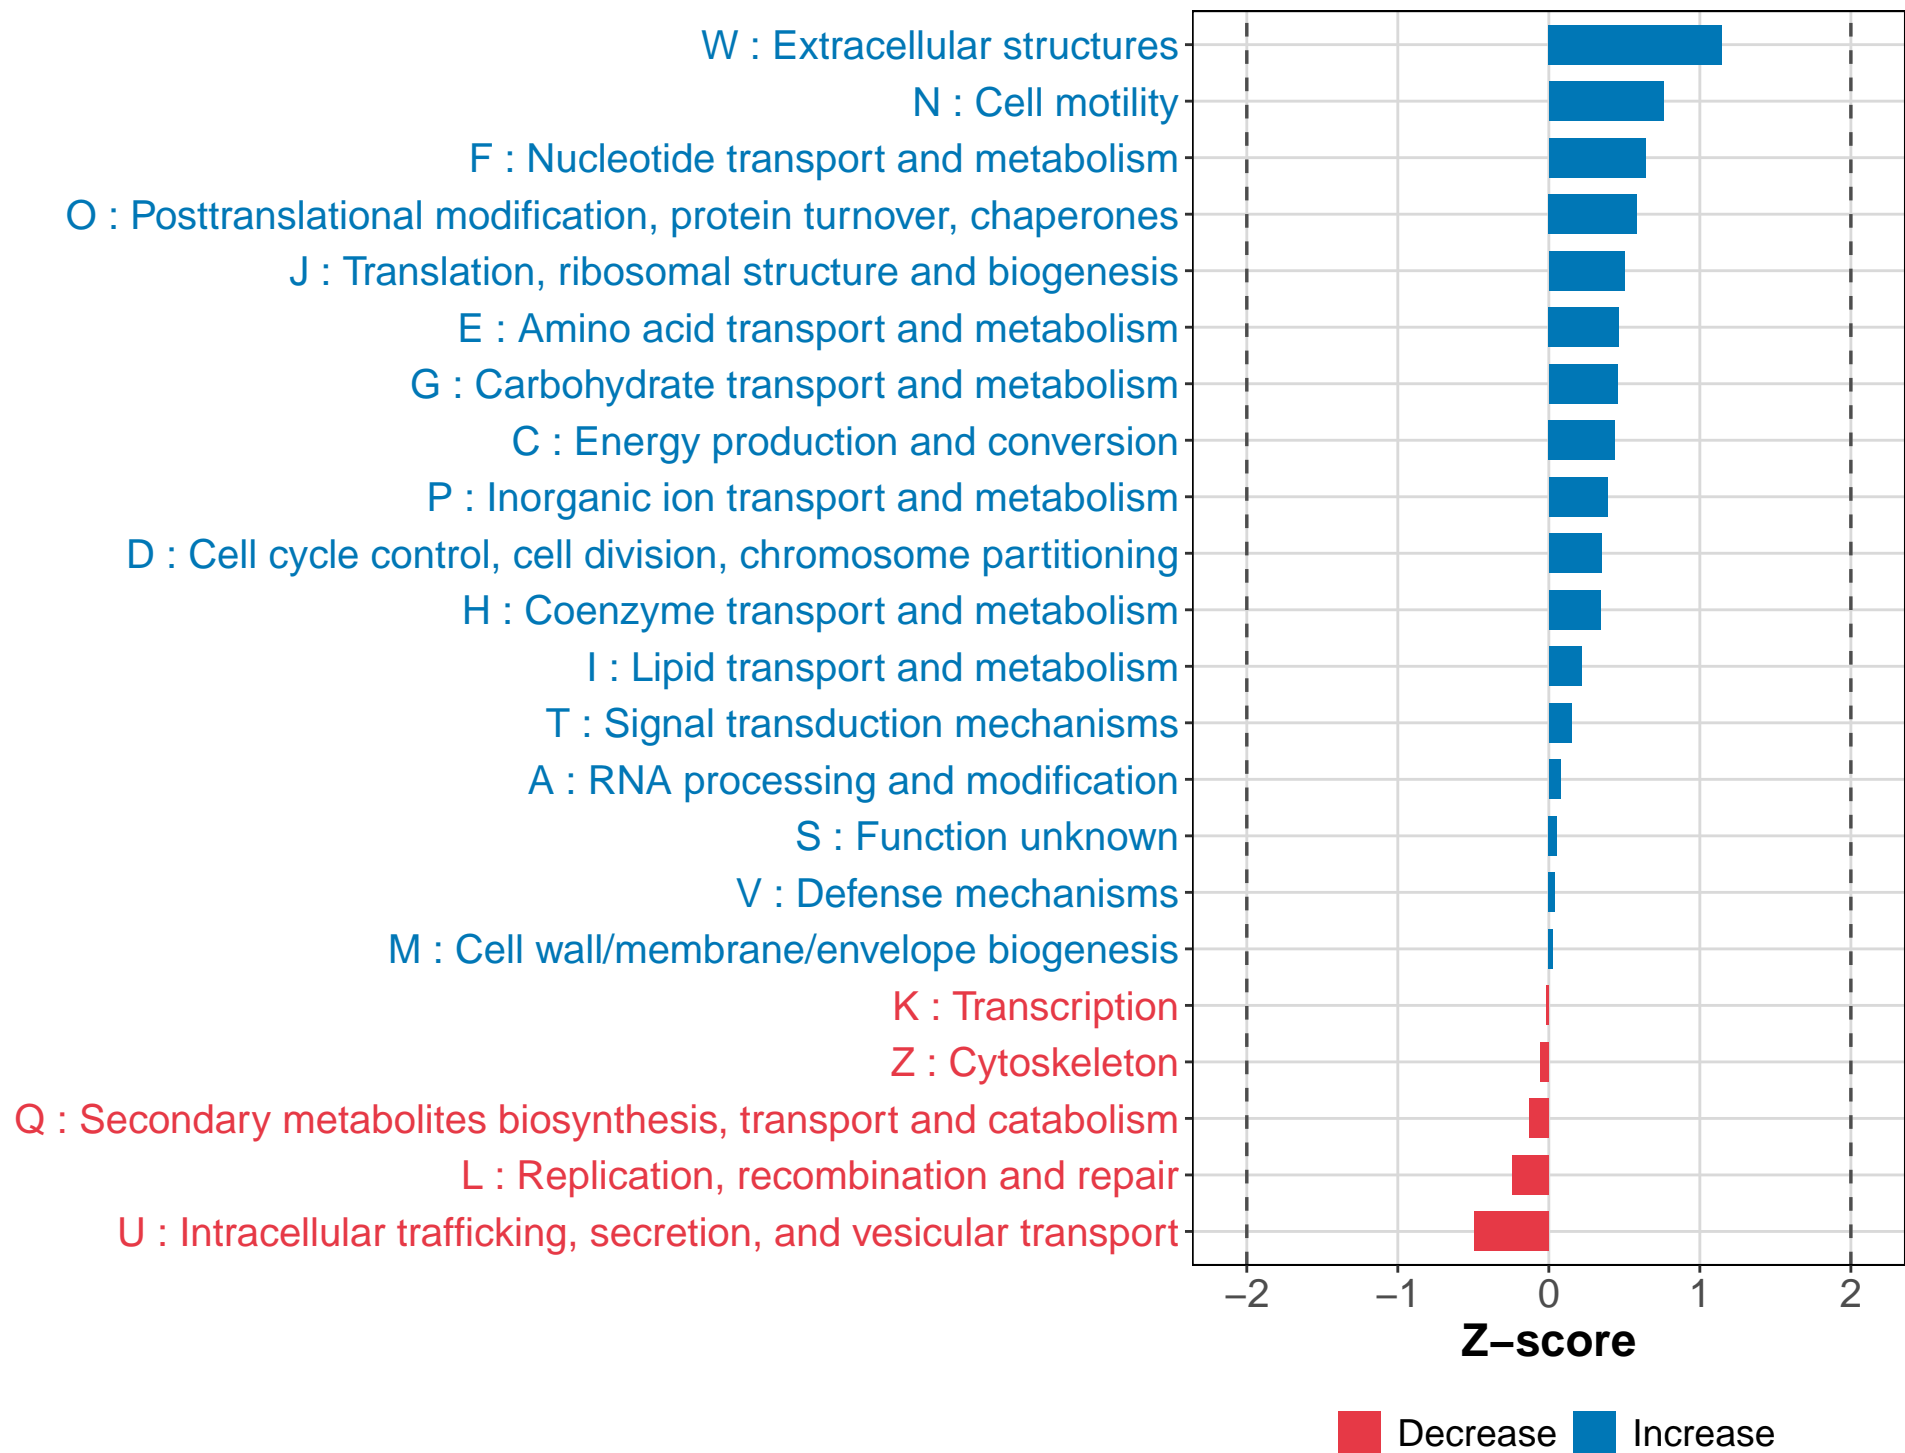 W : Extracellular structures
N : Cell motility
F : Nucleotide transport and metabolism
O : Posttranslational modification, protein turnover, chaperones
J : Translation, ribosomal structure and biogenesis
E : Amino acid transport and metabolism
G : Carbohydrate transport and metabolism
C : Energy production and conversion
P : Inorganic ion transport and metabolism
D : Cell cycle control, cell division, chromosome partitioning
H : Coenzyme transport and metabolism
I : Lipid transport and metabolism
T : Signal transduction mechanisms
A : RNA processing and modification
S : Function unknown
V : Defense mechanisms
M : Cell wall/membrane/envelope biogenesis
K : Transcription
Z : Cytoskeleton
Q : Secondary metabolites biosynthesis, transport and catabolism
L : Replication, recombination and repair
U : Intracellular trafficking, secretion, and vesicular transport
−2 −1 0 1 2
Z−score
Decrease Increase